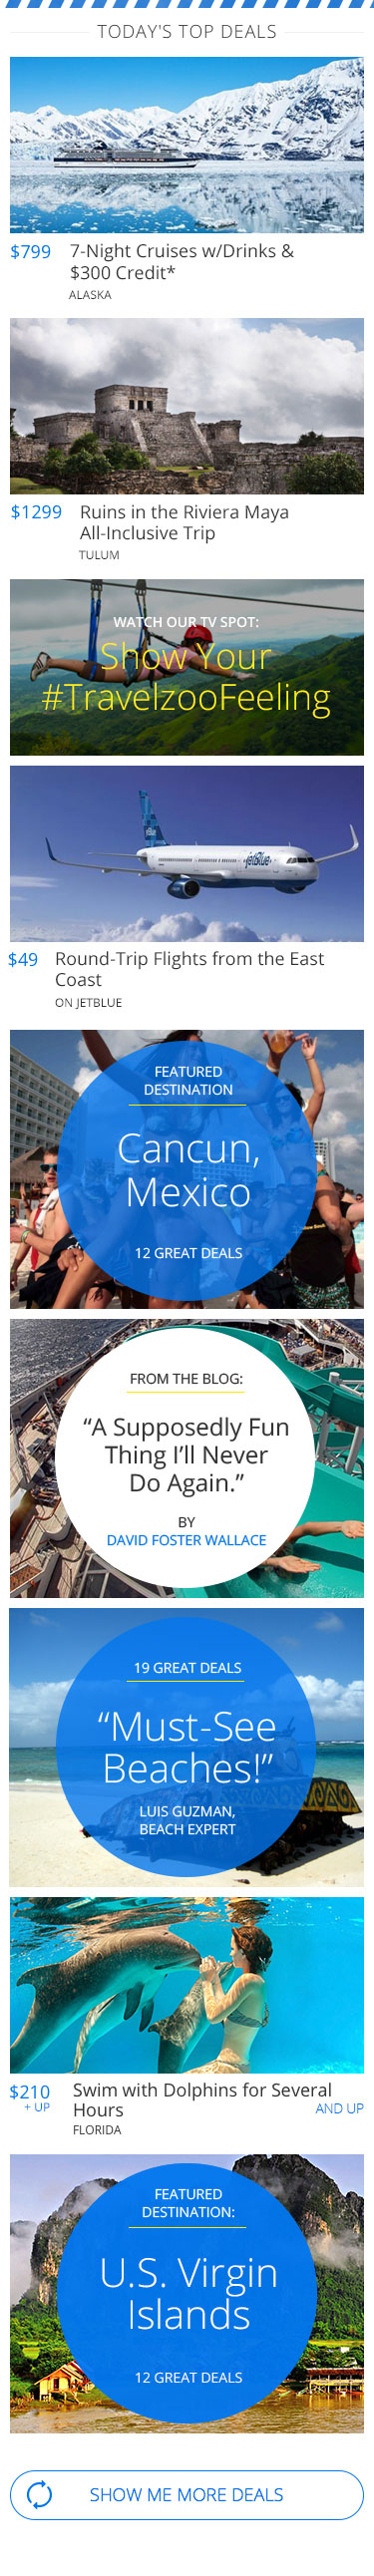 TODAY'S TOP DEALS
$799
7-Night Cruises w/Drinks &
$300 Credit*
ALASKA
$1299
Ruins in the Riviera Maya
All-Inclusive Trip
TULUM
WATCH OUR TV SPOT:
Show Your
#TravelzooFeeling
jetBlue
$49
Round-Trip Flights from the East
Coast
ON JETBLUE
FEATURED
DESTINATION
Cancun,
Mexico
12 GREAT DEALS
FROM THE BLOG:
“A Supposedly Fun
Thing I’ll Never
Do Again.”
BY
DAVID FOSTER WALLACE
19 GREAT DEALS
“Must-See
Beaches!”
LUIS GUZMAN,
BEACH EXPERT
$210
+ UP
Swim with Dolphins for Several
Hours
AND UP
FLORIDA
FEATURED
DESTINATION:
U.S. Virgin
Islands
12 GREAT DEALS
SHOW ME MORE DEALS